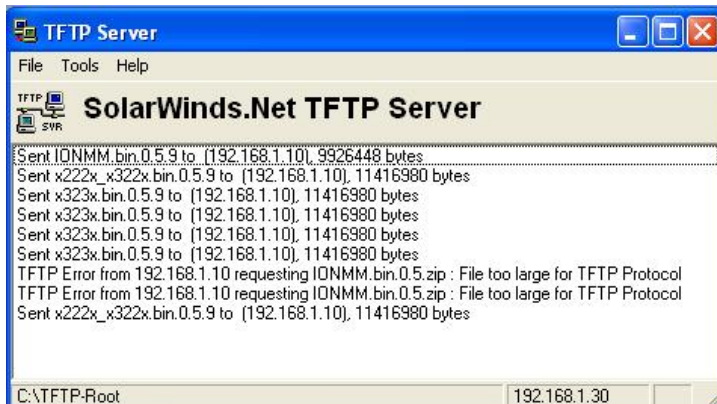 TFTP Server
File Tools Help
TFTP
SVR
SolarWinds.Net TFTP Server
Sent IONMM.bin.0.5.9 to (192.168.1.10), 9926448 bytes
Sent x222x_x322x.bin.0.5.9 to (192.168.1.10), 11416980 bytes
Sent x323x.bin.0.5.9 to (192.168.1.10), 11416980 bytes
Sent x323x.bin.0.5.9 to (192.168.1.10), 11416980 bytes
Sent x323x.bin.0.5.9 to (192.168.1.10), 11416980 bytes
Sent x323x.bin.0.5.9 to (192.168.1.10), 11416980 bytes
TFTP Error from 192.168.1.10 requesting IONMM.bin.0.5.zip : File too large for TFTP Protocol
TFTP Error from 192.168.1.10 requesting IONMM.bin.0.5.zip : File too large for TFTP Protocol
Sent x222x_x322x.bin.0.5.9 to (192.168.1.10), 11416980 bytes
C:\TFTP-Root
192.168.1.30